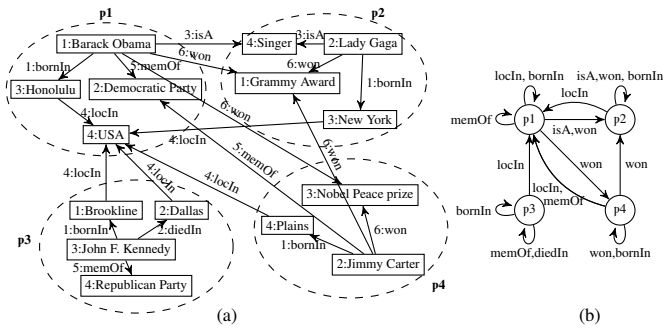 p1
p2
1:Barack Obama
3:isA
4:Singer
3:isA
2:Lady Gaga
6:won
6:won
1:bornIn
5:memOf
1:Grammy Award
1:bornIn
3:Honolulu
2:Democratic Party
4:locIn
6:won
3:New York
4:USA
4:locIn
6:won
5:memOf
4:locIn
4:locIn
4:locIn
3:Nobel Peace prize
1:Brookline
2:Dallas
4:Plains
1:bornIn
2:diedIn
6:won
p3
3:John F. Kennedy
1:bornIn
5:memOf
2:Jimmy Carter
4:Republican Party
p4
(a)
locIn, bornIn
isA,won, bornIn
locIn
memOf
p1
p2
isA,won
locIn
won
won
locIn,
memOf
bornIn
p3
p4
memOf,diedIn
won,bornIn
(b)